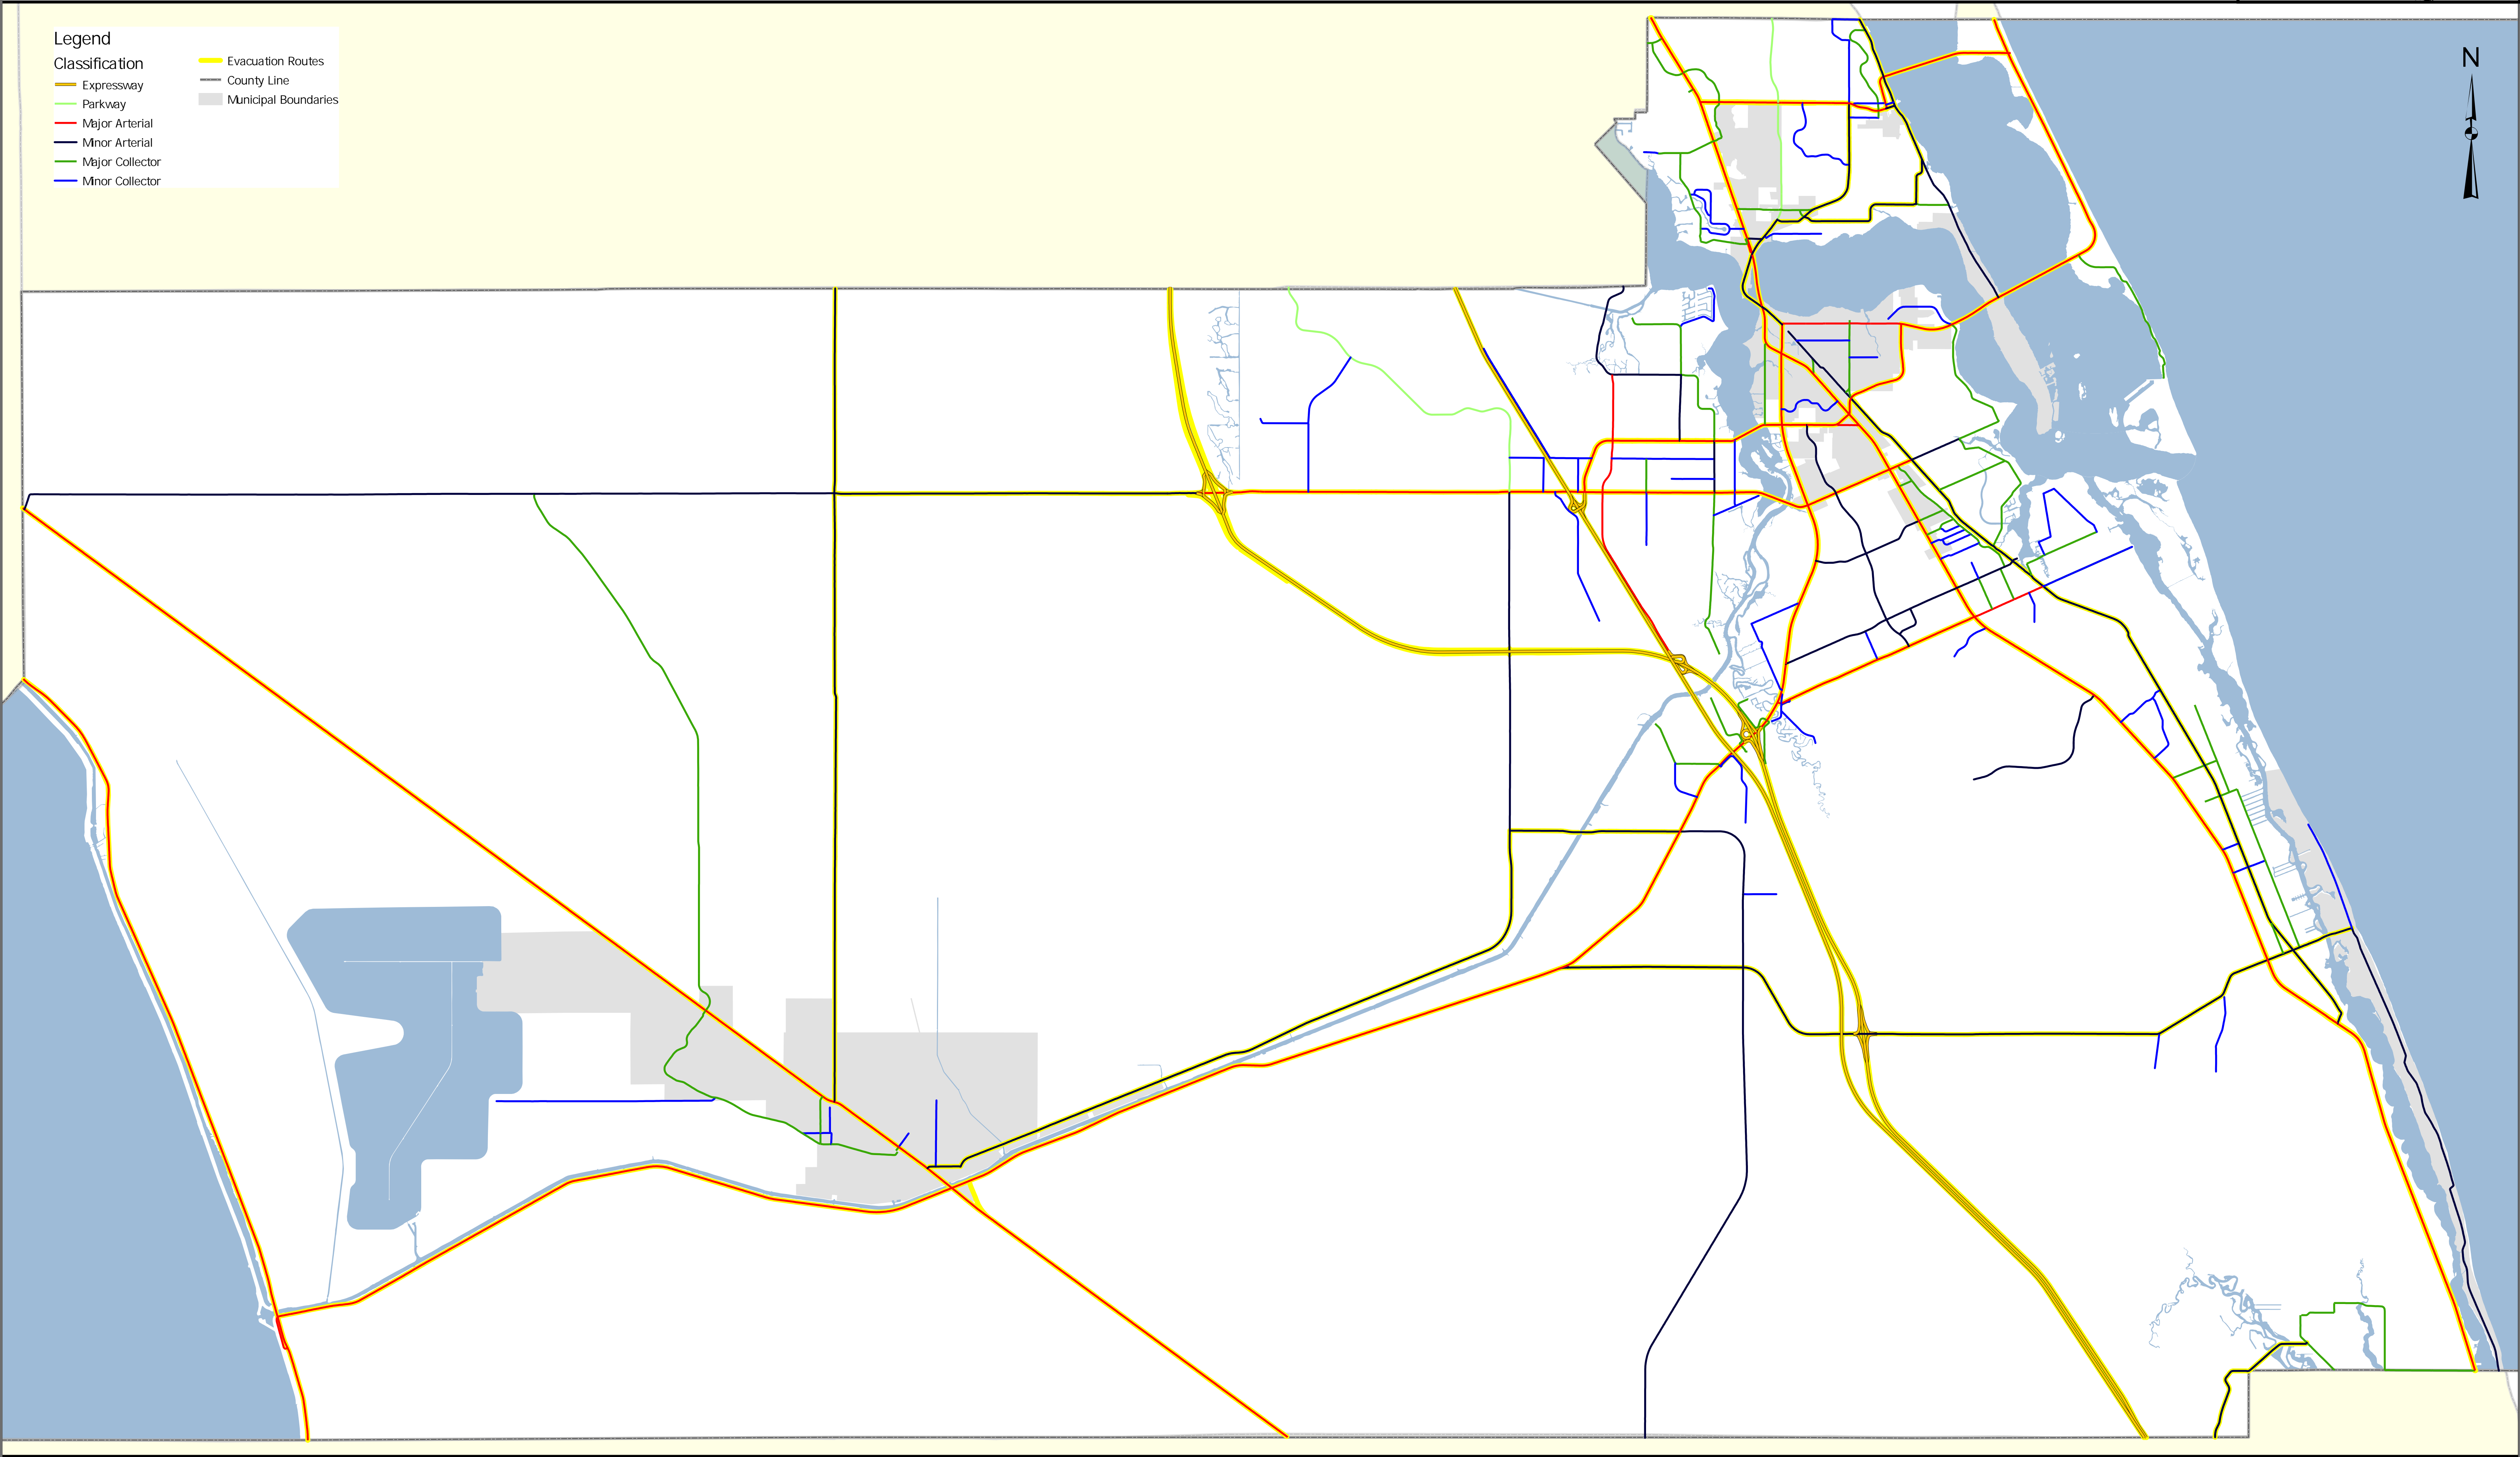 Legend
Classification
Expressway
Parkway
Major Arterial
Minor Arterial
Major Collector
Minor Collector
Evacuation Routes
County Line
Municipal Boundaries
N